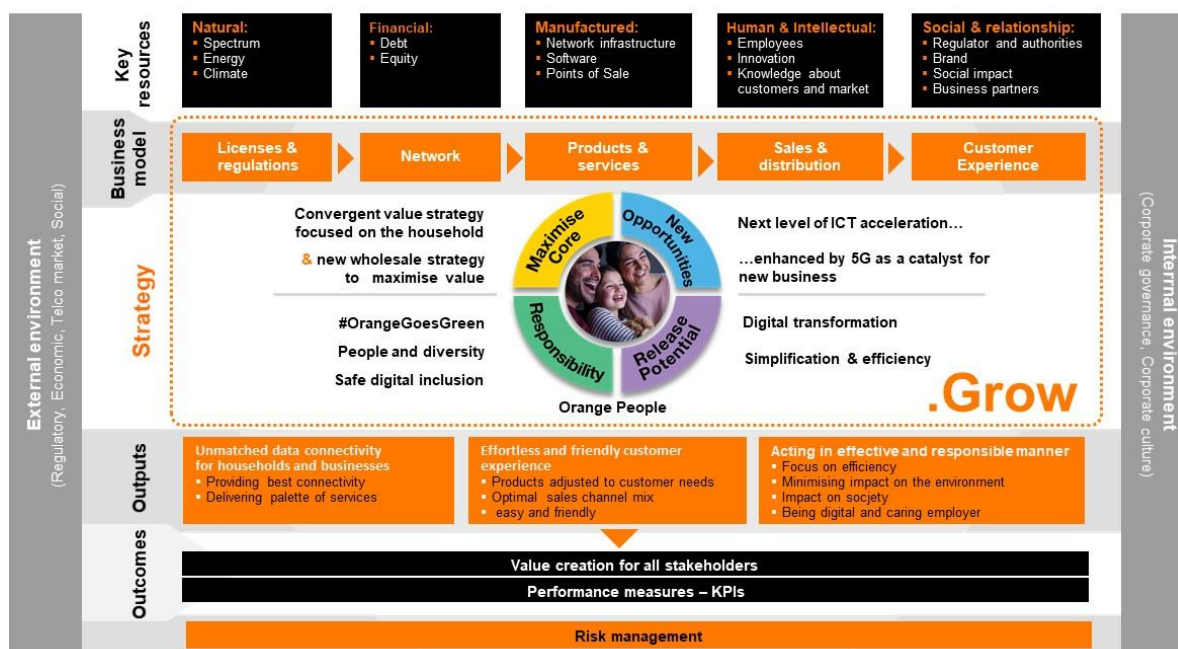 External environment
(Regulatory, Economic, Telco market, Social)
Key
resources
Natural:
▪ Spectrum
▪ Energy
▪ Climate
Financial:
▪ Debt
▪ Equity
Manufactured:
▪ Network infrastructure
▪ Software
▪ Points of Sale
Human & Intellectual:
▪ Employees
▪ Innovation
▪ Knowledge about
customers and market
Social & relationship:
▪ Regulator and authorities
▪ Brand
▪ Social impact
▪ Business partners
Business
model
Licenses &
regulations
Network
Products &
services
Sales &
distribution
Customer
Experience
Strategy
Convergent value strategy
focused on the household
& new wholesale strategy
to maximise value
#OrangeGoesGreen
People and diversity
Safe digital inclusion
Maximise
Core
New
Opportunities
Responsibility
Release
Potential
Orange People
Next level of ICT acceleration…
…enhanced by 5G as a catalyst for
new business
Digital transformation
Simplification & efficiency
.Grow
Outputs
Unmatched data connectivity
for households and businesses
▪ Providing best connectivity
▪ Delivering palette of services
Effortless and friendly customer
experience
▪ Products adjusted to customer needs
▪ Optimal sales channel mix
▪ easy and friendly
Acting in effective and responsible manner
▪ Focus on efficiency
▪ Minimising impact on the environment
▪ Impact on society
▪ Being digital and caring employer
Outcomes
Value creation for all stakeholders
Performance measures – KPIs
Risk management
Interrnal environment
(Corporate governance, Corporate culture)